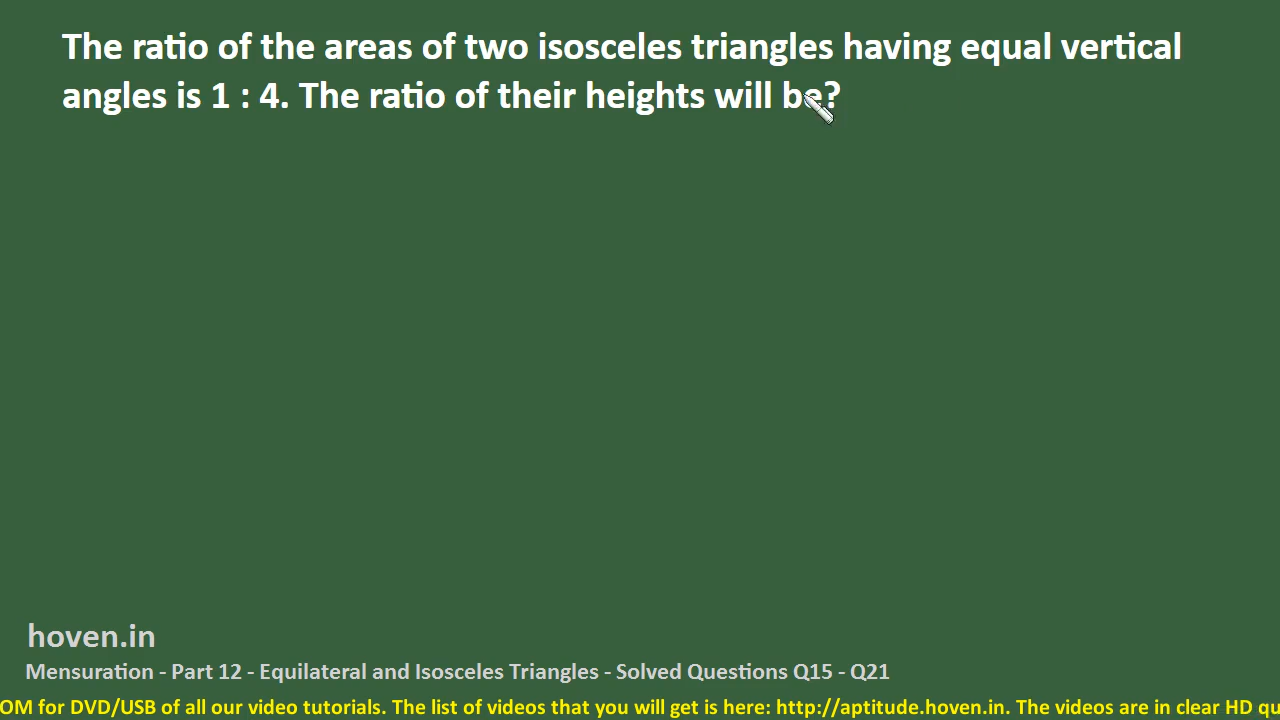 The ratio of the areas of two isosceles triangles having equal vertical
angles is 1 : 4. The ratio of their heights will be?
hoven.in
Mensuration - Part 12 - Equilateral and Isosceles Triangles - Solved Questions Q15 - Q21
OM for DVD/USB of all our video tutorials. The list of videos that you will get is here: http://aptitude.hoven.in. The videos are in clear HD qu